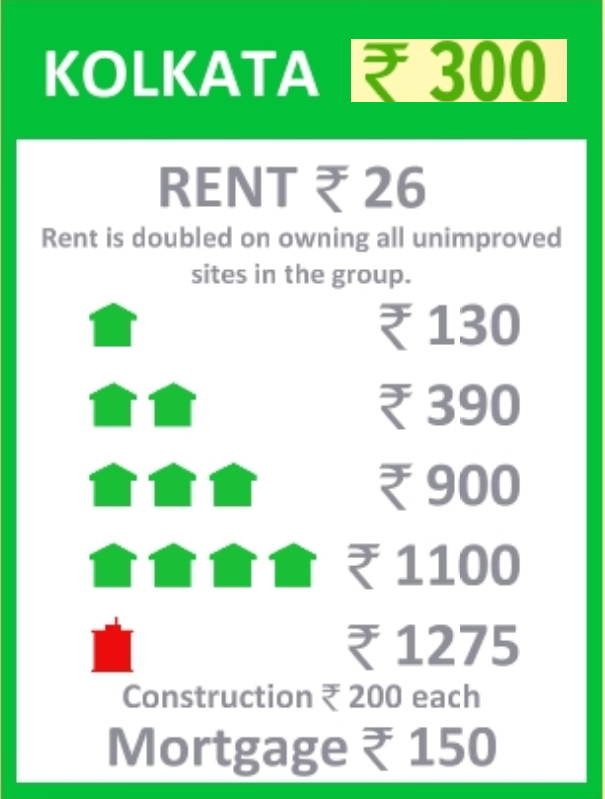 KOLKATA ₹ 300
RENT ₹ 26
Rent is doubled on owning all unimproved
sites in the group.
₹ 130
₹ 390
₹ 900
₹ 1100
₹ 1275
Construction ₹ 200 each
Mortgage ₹ 150